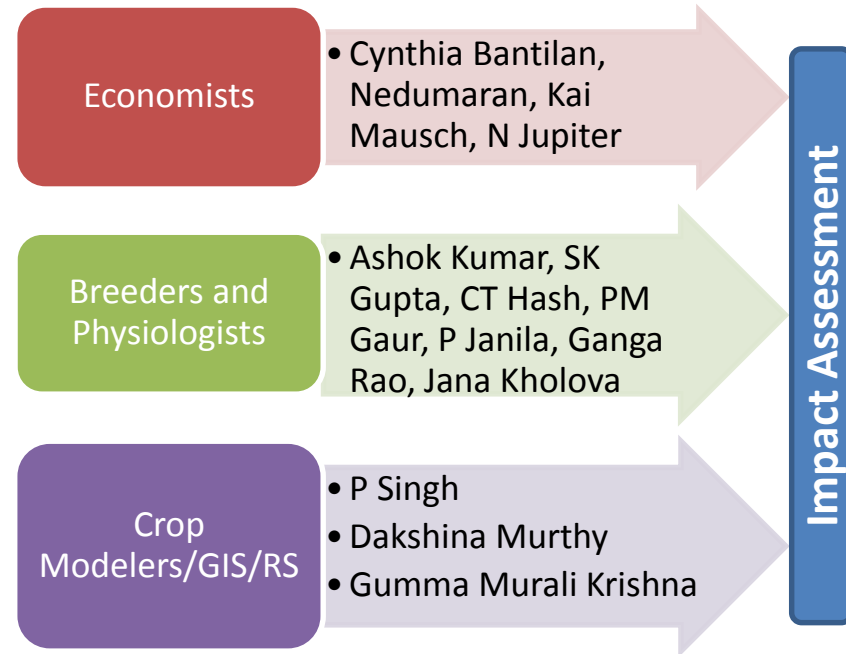 Economists
• Cynthia Bantilan,
Nedumaran, Kai
Mausch, N Jupiter
Breeders and
Physiologists
• Ashok Kumar, SK
Gupta, CT Hash, PM
Gaur, P Janila, Ganga
Rao, Jana Kholova
Crop
Modelers/GIS/RS
• P Singh
• Dakshina Murthy
• Gumma Murali Krishna
Impact Assessment